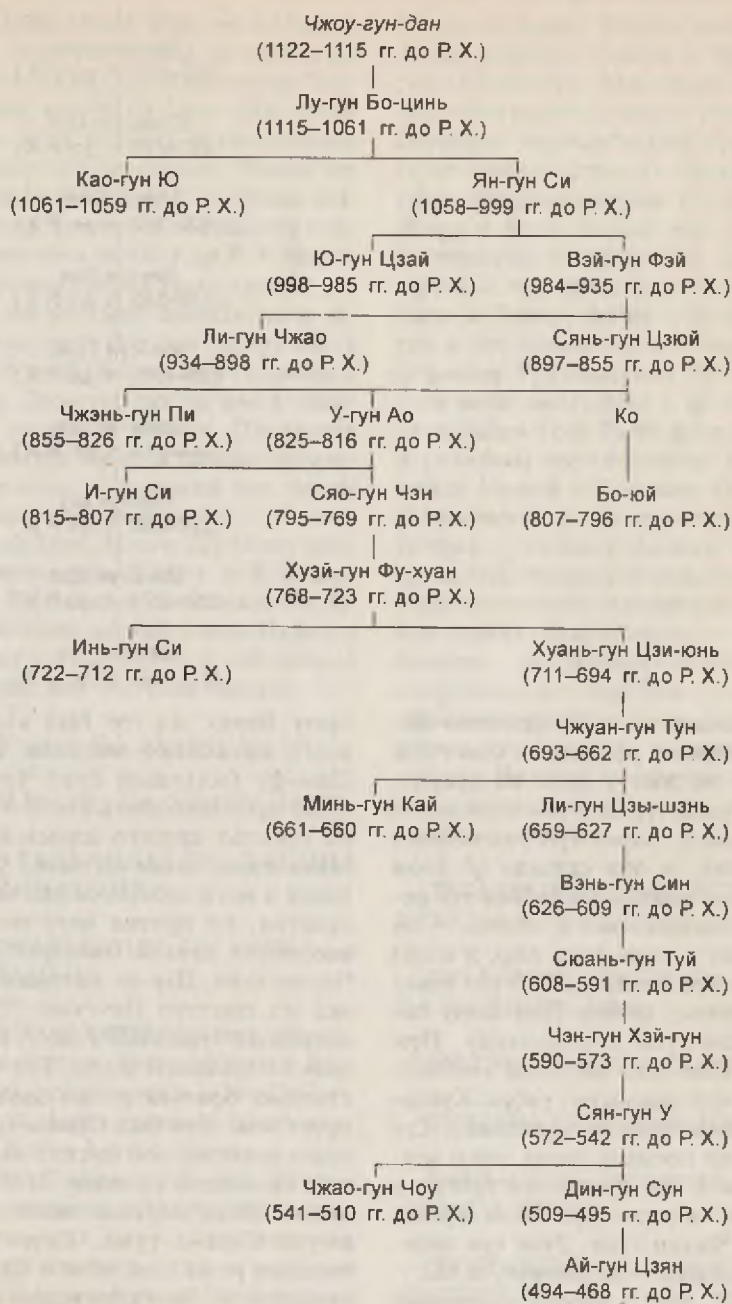 Чжоу-гун-дан
(1122–1115 гг. до Р. Х.)
Лу-гун Бо-цинь
(1115–1061 гг. до Р. Х.)
Као-гун Ю
(1061–1059 гг. до Р. Х.)
Ян-гун Си
(1058–999 гг. до Р. Х.)
Ю-гун Цзай
(998–985 гг. до Р. Х.)
Вэй-гун Фэй
(984–935 гг. до Р. Х.)
Ли-гун Чжао
(934–898 гг. до Р. Х.)
Сянь-гун Цзюй
(897–855 гг. до Р. Х.)
Чжэнь-гун Пи
(855–826 гг. до Р. Х.)
У-гун Ао
(825–816 гг. до Р. Х.)
Ко
И-гун Си
(815–807 гг. до Р. Х.)
Сяо-гун Чэн
(795–769 гг. до Р. Х.)
Бо-юй
(807–796 гг. до Р. Х.)
Хуэй-гун Фу-хуан
(768–723 гг. до Р. Х.)
Инь-гун Си
(722–712 гг. до Р. Х.)
Хуань-гун Цзи-юнь
(711–694 гг. до Р. Х.)
Чжуан-гун Тун
(693–662 гг. до Р. Х.)
Минь-гун Кай
(661–660 гг. до Р. Х.)
Ли-гун Цзы-шэнь
(659–627 гг. до Р. Х.)
Вэнь-гун Син
(626–609 гг. до Р. Х.)
Сюань-гун Туй
(608–591 гг. до Р. Х.)
Чэн-гун Хэй-гун
(590–573 гг. до Р. Х.)
Сян-гун У
(572–542 гг. до Р. Х.)
Чжао-гун Чоу
(541–510 гг. до Р. Х.)
Дин-гун Сун
(509–495 гг. до Р. Х.)
Ай-гун Цзян
(494–468 гг. до Р. Х.)